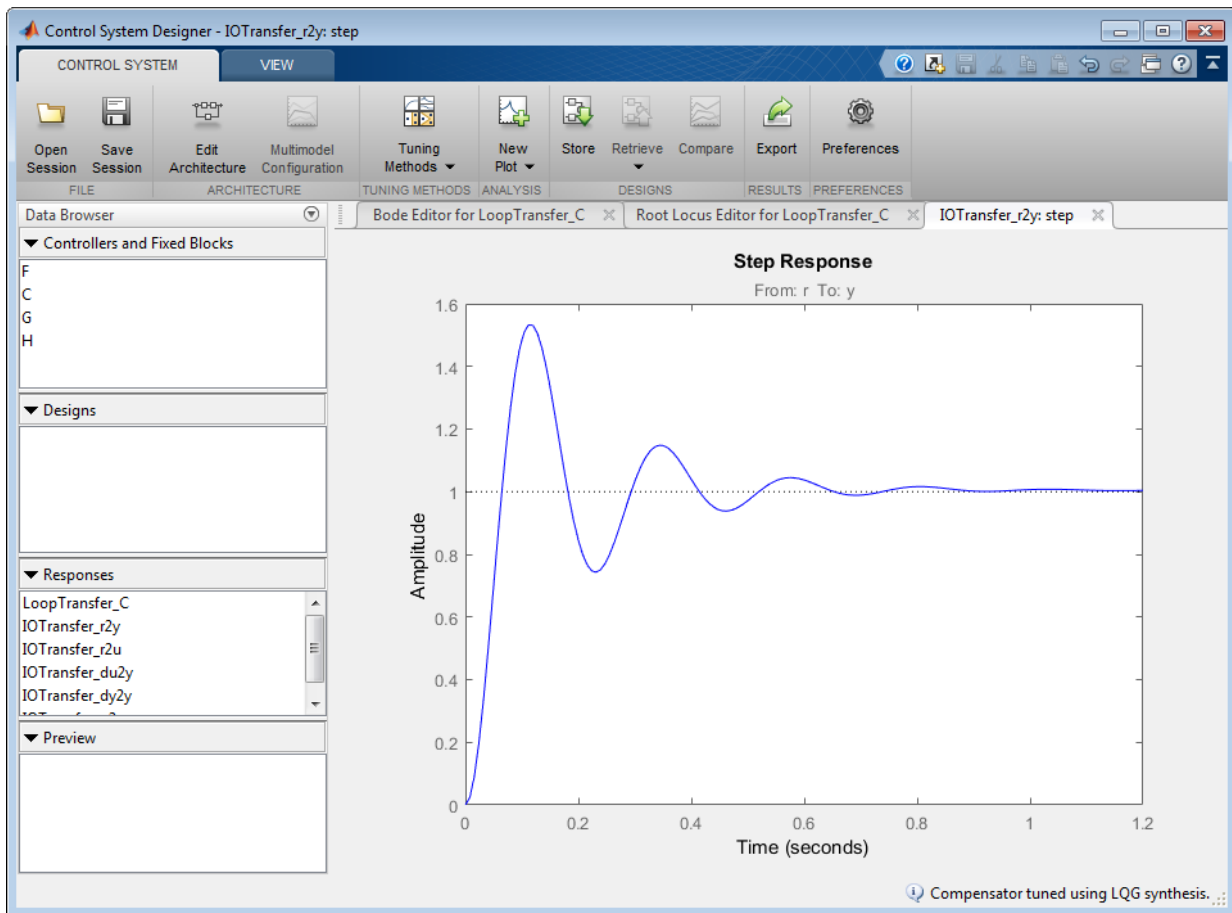 Control System Designer - IOTransfer_r2y: step
CONTROL SYSTEM
VIEW
Open Session
Save Session
Edit Architecture
Multimodel Configuration
Tuning Methods
New Plot
Store
Retrieve
Compare
Export
Preferences
FILE
ARCHITECTURE
TUNING METHODS
ANALYSIS
DESIGNS
RESULTS
PREFERENCES
Data Browser
Controllers and Fixed Blocks
F
C
G
H
Designs
Responses
LoopTransfer_C
IOTransfer_r2y
IOTransfer_r2u
IOTransfer_du2y
IOTransfer_dy2y
Preview
Bode Editor for LoopTransfer_C
Root Locus Editor for LoopTransfer_C
IOTransfer_r2y: step
Step Response
From: r To: y
Amplitude
1.6
1.4
1.2
1
0.8
0.6
0.4
0.2
0
0
0.2
0.4
0.6
0.8
1
1.2
Time (seconds)
Compensator tuned using LQG synthesis.